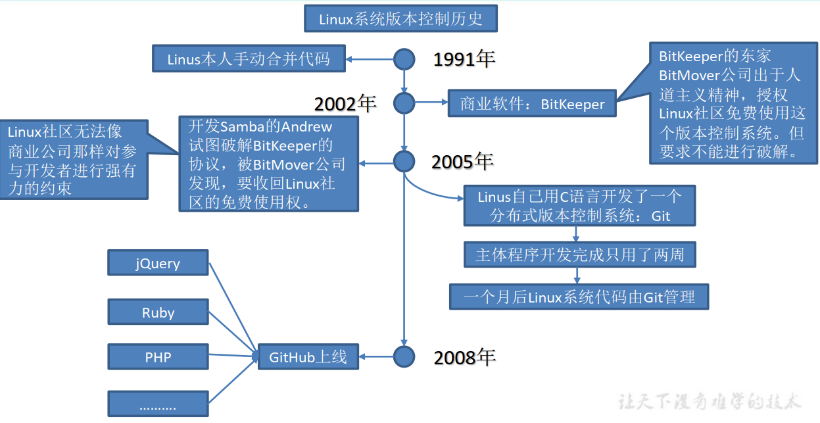 Linux系统版本控制历史
Linus本人手动合并代码
1991年
2002年
商业软件：BitKeeper
BitKeeper的东家
BitMover公司出于人
道主义精神，授权
Linux社区免费使用这
个版本控制系统。但
要求不能进行破解。
Linux社区无法像
商业公司那样对参
与开发者进行强有
力的约束
开发Samba的Andrew
试图破解BitKeeper的
协议，被BitMover公司
发现，要收回Linux社
区的免费使用权。
2005年
Linus自己用C语言开发了一个
分布式版本控制系统：Git
主体程序开发完成只用了两周
一个月后Linux系统代码由Git管理
jQuery
Ruby
PHP
……….
GitHub上线
2008年
让天下没有难学的技术